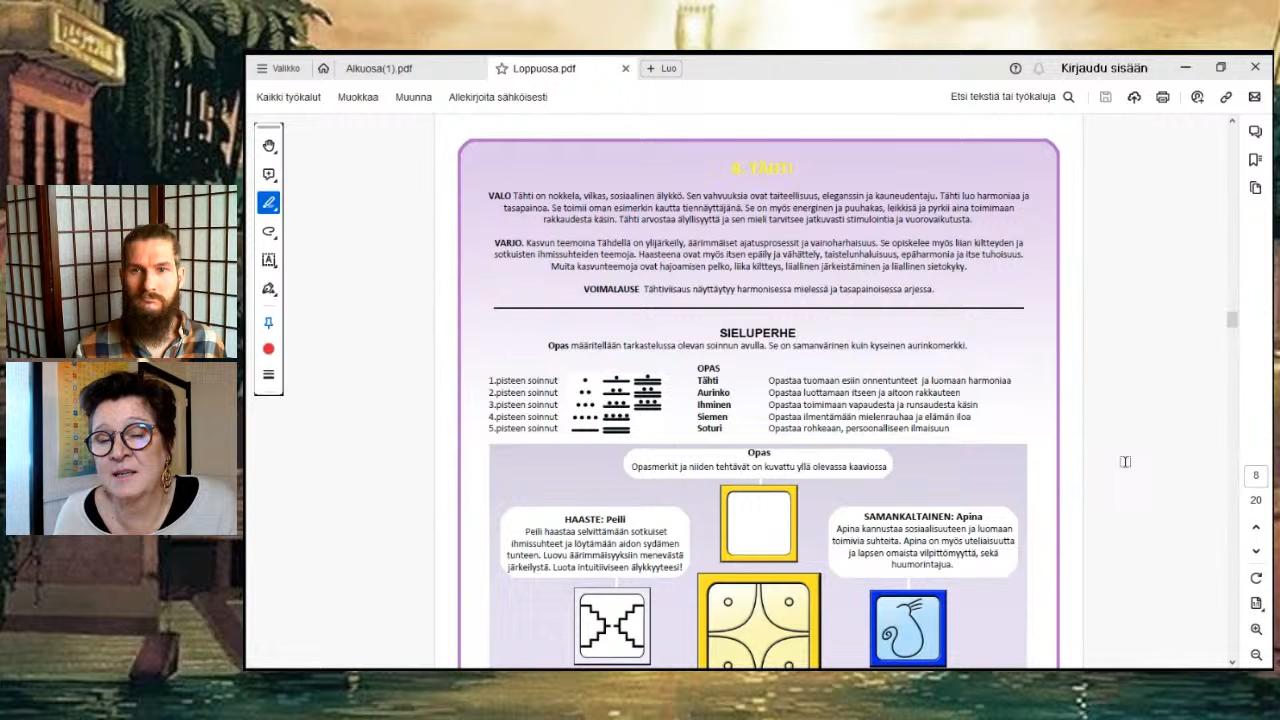 Valikko
Alkuosa(1).pdf
Loppuosa.pdf
Luo
Kirjaudu sisään
Kaikki työkalut
Muokkaa
Muunna
Allekirjoita sähköisesti
Etsi tekstiä tai työkaluja
8. TÄHTI
VALO Tähti on nokkela, vilkas, sosiaalinen älykkö. Sen vahvuuksia ovat taiteellisuus, eleganssin ja kauneudentaju. Tähti luo harmoniaa ja
tasapainoa. Se toimii oman esimerkin kautta tiennäyttäjänä. Se on myös energinen ja puuhakas, leikkisä ja pyrkii aina toimimaan
rakkaudesta käsin. Tähti arvostaa älyllisyyttä ja sen mieli tarvitsee jatkuvasti stimulointia ja vuorovaikutusta.
VARJO. Kasvun teemoina Tähdellä on ylijärkeily, äärimmäiset ajatusprosessit ja vainoharhaisuus. Se opiskelee myös liian kiltteyden ja
sotkuisten ihmissuhteiden teemoja. Haasteena ovat myös itsen epäily ja vähättely, taistelunhaluisuus, epäharmonia ja itse tuhoisuus.
Muita kasvunteemoja ovat hajoamisen pelko, liika kiltteys, liiallinen järkeistäminen ja liiallinen sietokyky.
VOIMALAUSE Tähtiviisaus näyttäytyy harmonisessa mielessä ja tasapainoisessa arjessa.
SIELUPERHE
Opas määritellään tarkastelussa olevan soinnun avulla. Se on samanvärinen kuin kyseinen aurinkomerkki.
OPAS
1.pisteen soinnut Tähti Opastaa tuomaan esiin onnentunteet ja luomaan harmoniaa
2.pisteen soinnut Aurinko Opastaa luottamaan itseen ja aitoon rakkauteen
3.pisteen soinnut Ihminen Opastaa toimimaan vapaudesta ja runsaudesta käsin
4.pisteen soinnut Siemen Opastaa ilmentämään mielenrauhaa ja elämän iloa
5.pisteen soinnut Soturi Opastaa rohkeaan, persoonalliseen ilmaisuun
Opas
Opasmerkit ja niiden tehtävät on kuvattu yllä olevassa kaaviossa
HAASTE: Peili
Peili haastaa selvittämään sotkuiset
ihmissuhteet ja löytämään aidon sydämen
tunteen. Luovu äärimmäisyyksiin menevästä
järkeilystä. Luota intuitiiviseen älykkyyteesi!
SAMANKALTAINEN: Apina
Apina kannustaa sosiaalisuuteen ja luomaan
toimivia suhteita. Apina on myös uteliaisuutta
ja lapsen omaista vilpittömyyttä, sekä
huumorintajua.
8
20